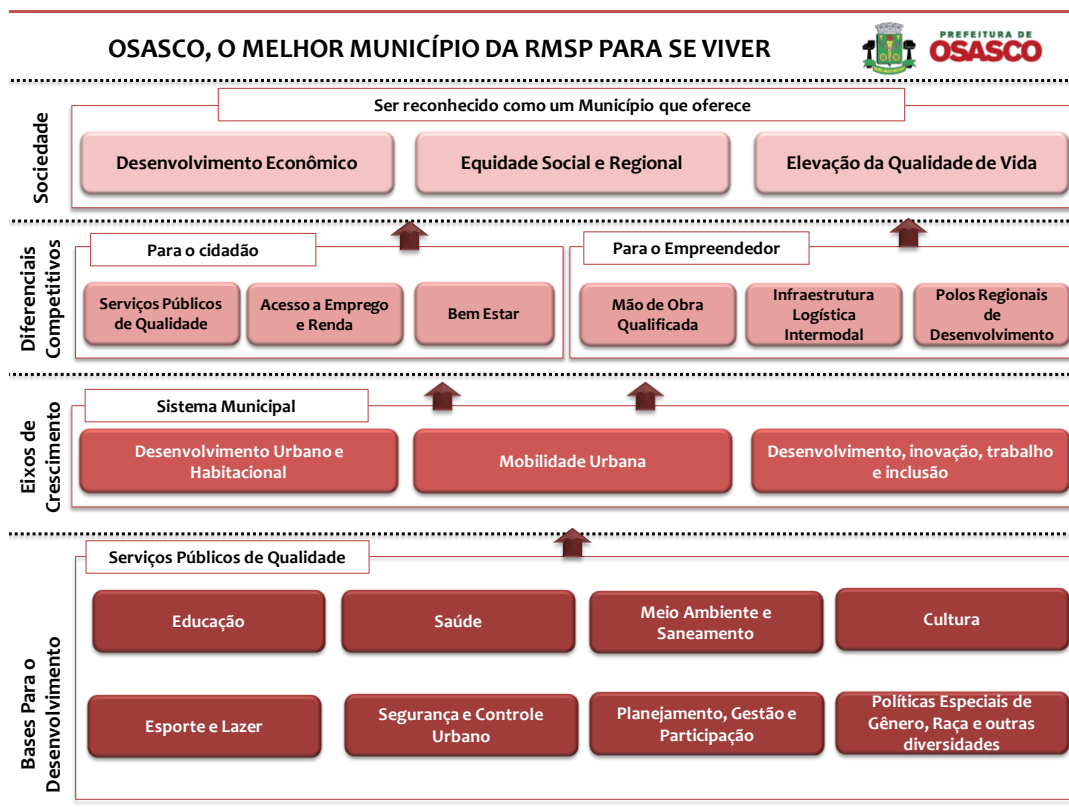 OSASCO, O MELHOR MUNICÍPIO DA RMSP PARA SE VIVER
PREFEITURA DE
OSASCO
Sociedade
Ser reconhecido como um Município que oferece
Desenvolvimento Econômico
Equidade Social e Regional
Elevação da Qualidade de Vida
Diferenciais
Competitivos
Para o cidadão
Serviços Públicos
de Qualidade
Acesso a Emprego
e Renda
Bem Estar
Para o Empreendedor
Mão de Obra
Qualificada
Infraestrutura
Logística
Intermodal
Polos Regionais
de
Desenvolvimento
Eixos de
Crescimento
Sistema Municipal
Desenvolvimento Urbano e
Habitacional
Mobilidade Urbana
Desenvolvimento, inovação, trabalho
e inclusão
Bases Para o
Desenvolvimento
Serviços Públicos de Qualidade
Educação
Saúde
Meio Ambiente e
Saneamento
Cultura
Esporte e Lazer
Segurança e Controle
Urbano
Planejamento, Gestão e
Participação
Políticas Especiais de
Gênero, Raça e outras
diversidades